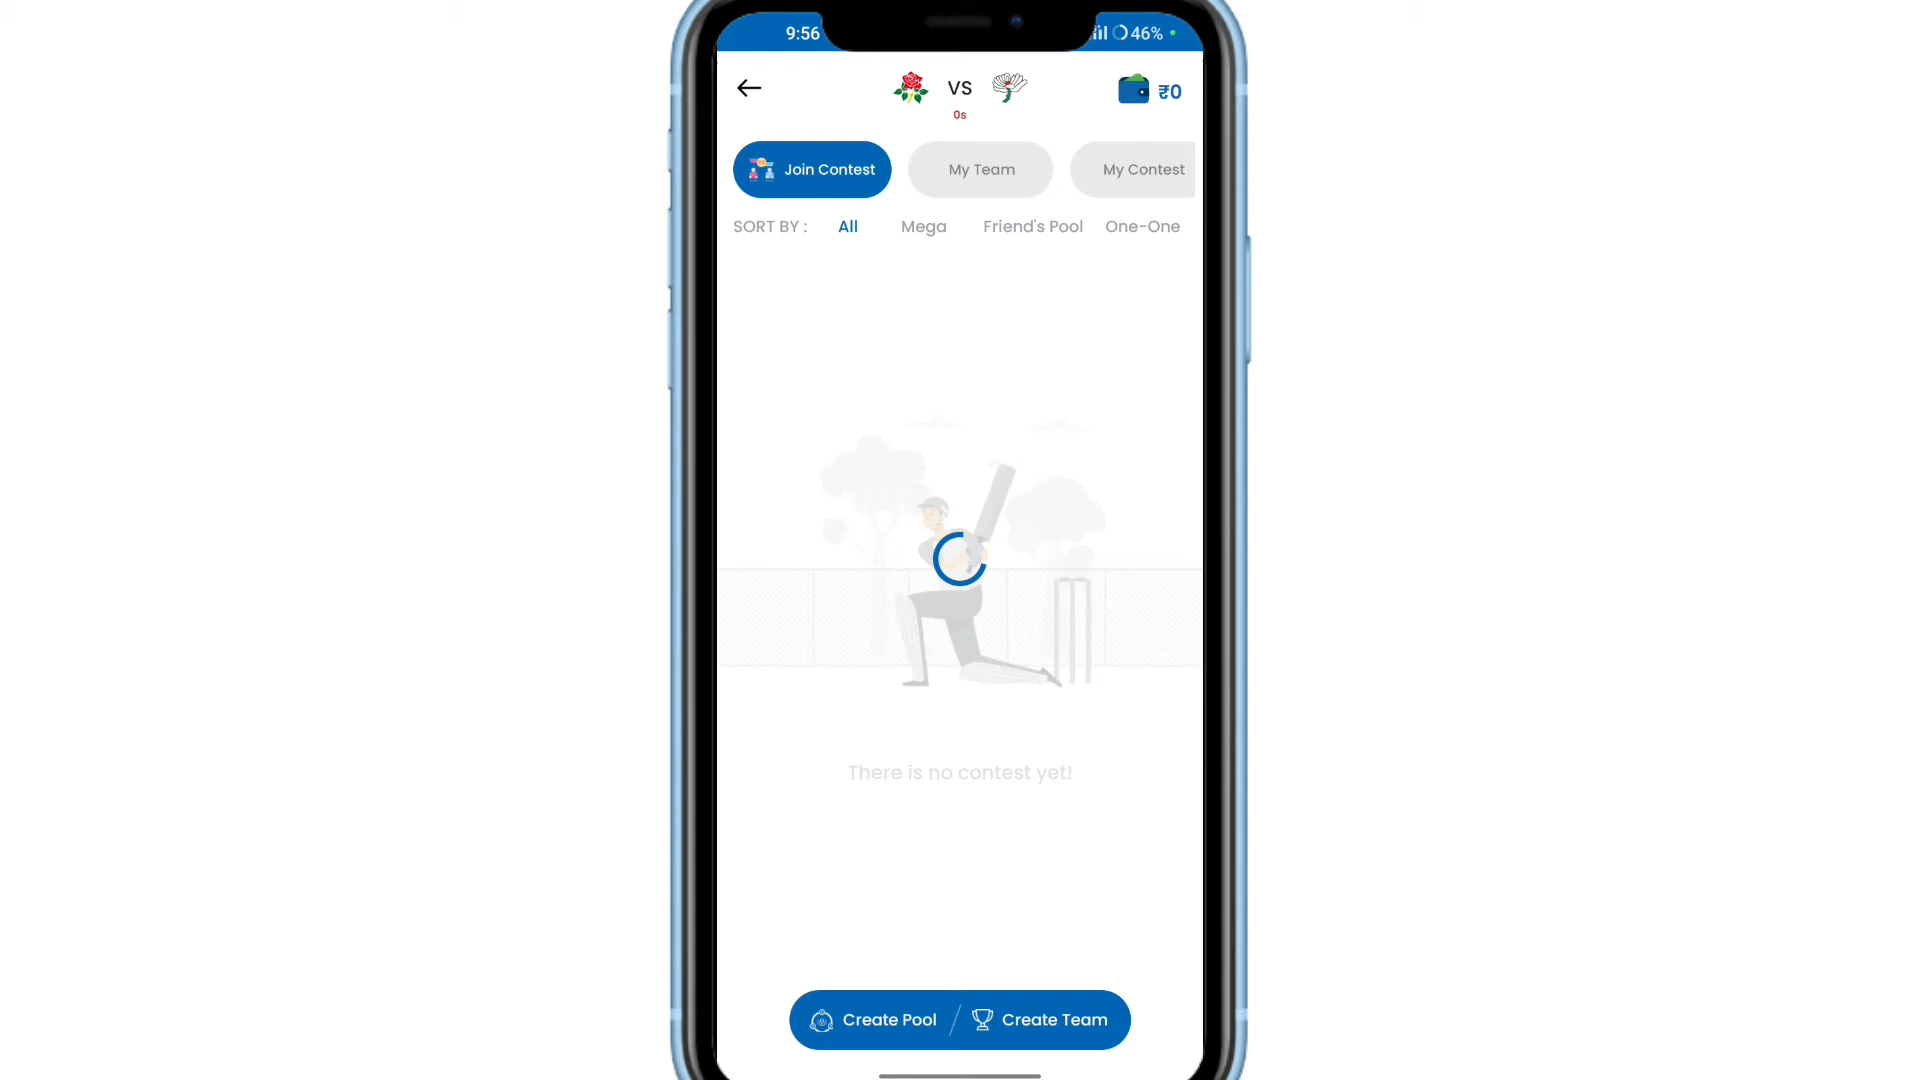 9:56
46%
VS
₹0
0s
Join Contest
My Team
My Contest
SORT BY :
All
Mega
Friend's Pool
One-One
There is no contest yet!
Create Pool
Create Team